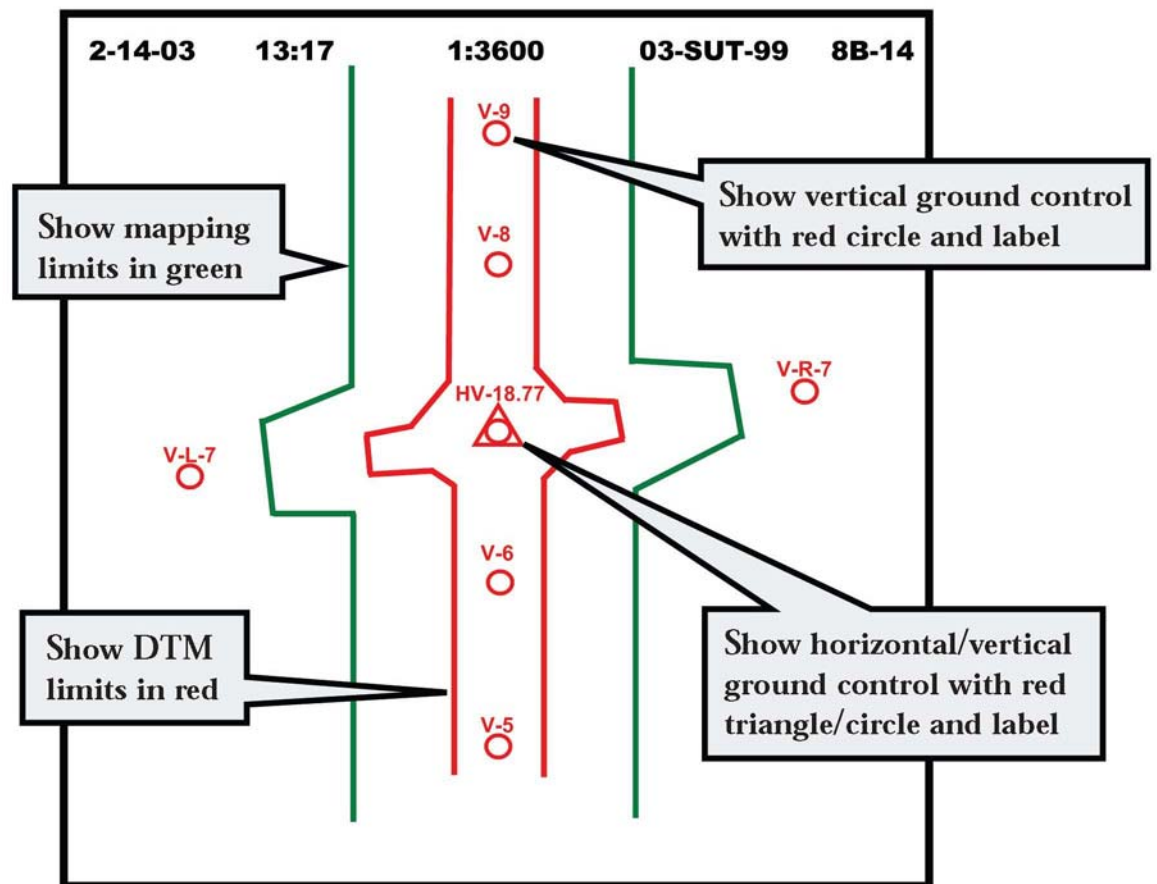 2-14-03 13:17 1:3600 03-SUT-99 8B-14
V-9
Show vertical ground control
with red circle and label
Show mapping
limits in green
V-8
V-R-7
HV-18.77
V-L-7
V-6
Show DTM
limits in red
Show horizontal/vertical
ground control with red
triangle/circle and label
V-5